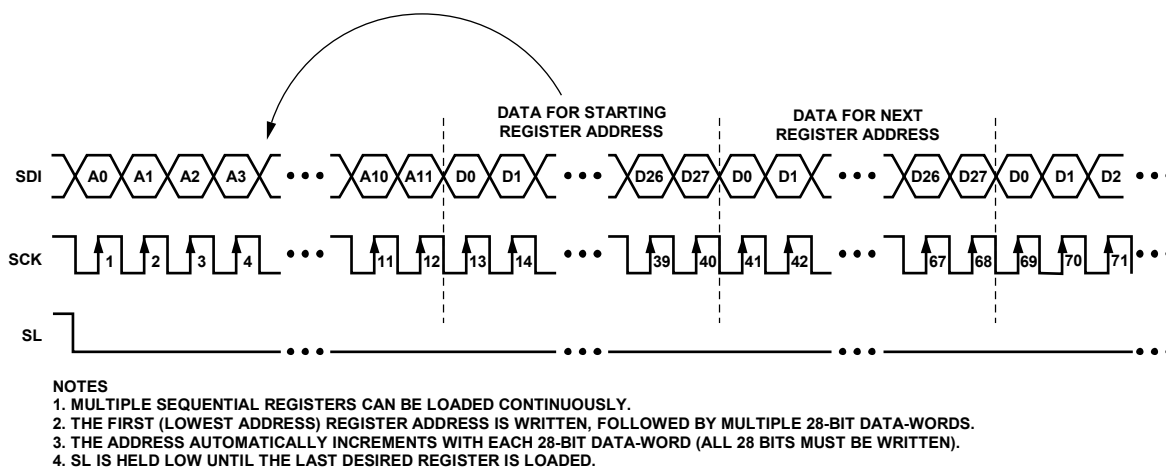 DATA FOR STARTING
REGISTER ADDRESS
DATA FOR NEXT
REGISTER ADDRESS
SDI A0 A1 A2 A3 ••• A10 A11 D0 D1 ••• D26 D27 D0 D1 ••• D26 D27 D0 D1 D2 •••
SCK 1 2 3 4 ••• 11 12 13 14 ••• 39 40 41 42 ••• 67 68 69 70 71 •••
SL ••• ••• ••• •••
NOTES
1. MULTIPLE SEQUENTIAL REGISTERS CAN BE LOADED CONTINUOUSLY.
2. THE FIRST (LOWEST ADDRESS) REGISTER ADDRESS IS WRITTEN, FOLLOWED BY MULTIPLE 28-BIT DATA-WORDS.
3. THE ADDRESS AUTOMATICALLY INCREMENTS WITH EACH 28-BIT DATA-WORD (ALL 28 BITS MUST BE WRITTEN).
4. SL IS HELD LOW UNTIL THE LAST DESIRED REGISTER IS LOADED.